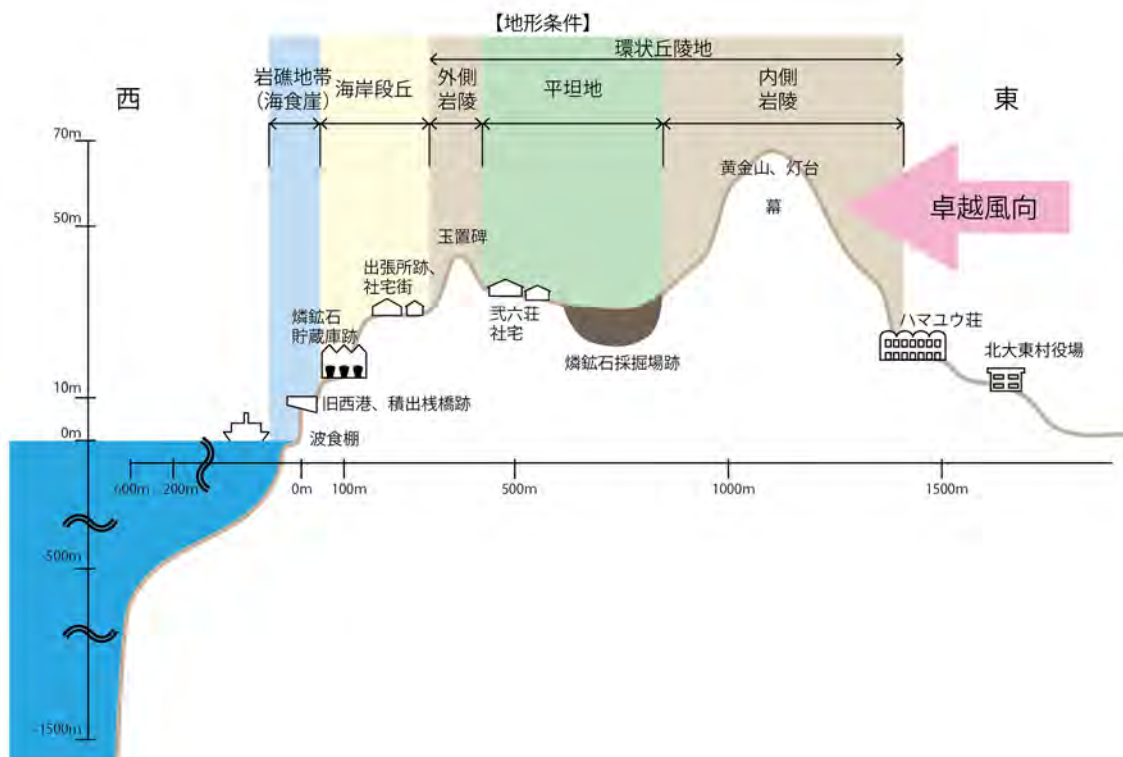 【地形条件】
環状丘陵地
岩礁地帯
（海食崖）
海岸段丘
外側
岩陵
平坦地
内側
岩陵
西
東
70m
50m
10m
0m
-500m
-1500m
黄金山、灯台
幕
卓越風向
玉置碑
出張所跡、
社宅街
燐鉱石
貯蔵庫跡
弐六荘
社宅
燐鉱石採掘場跡
ハマユウ荘
北大東村役場
旧西港、積出桟橋跡
波食棚
600m
200m
0m
100m
500m
1000m
1500m